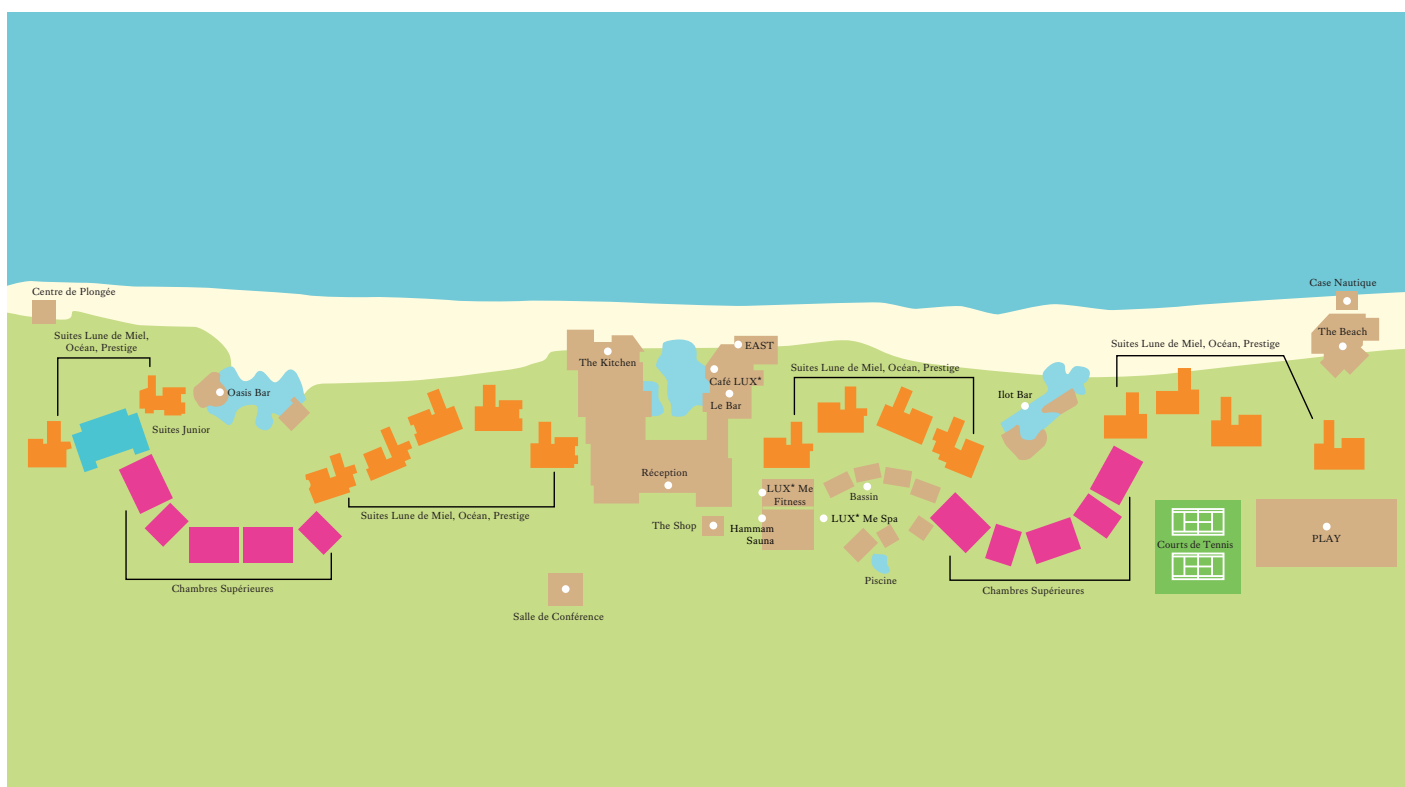 Centre de Plongée
Suites Lune de Miel,
Océan, Prestige
Oasis Bar
Suites Junior
Chambres Supérieures
Suites Lune de Miel, Océan, Prestige
Salle de Conférence
The Kitchen
Réception
The Shop
EAST
Café LUX*
Le Bar
LUX* Me
Fitness
Hammam
Sauna
LUX* Me Spa
Bassin
Piscine
Suites Lune de Miel, Océan, Prestige
Ilot Bar
Chambres Supérieures
Suites Lune de Miel, Océan, Prestige
Case Nautique
The Beach
Courts de Tennis
PLAY